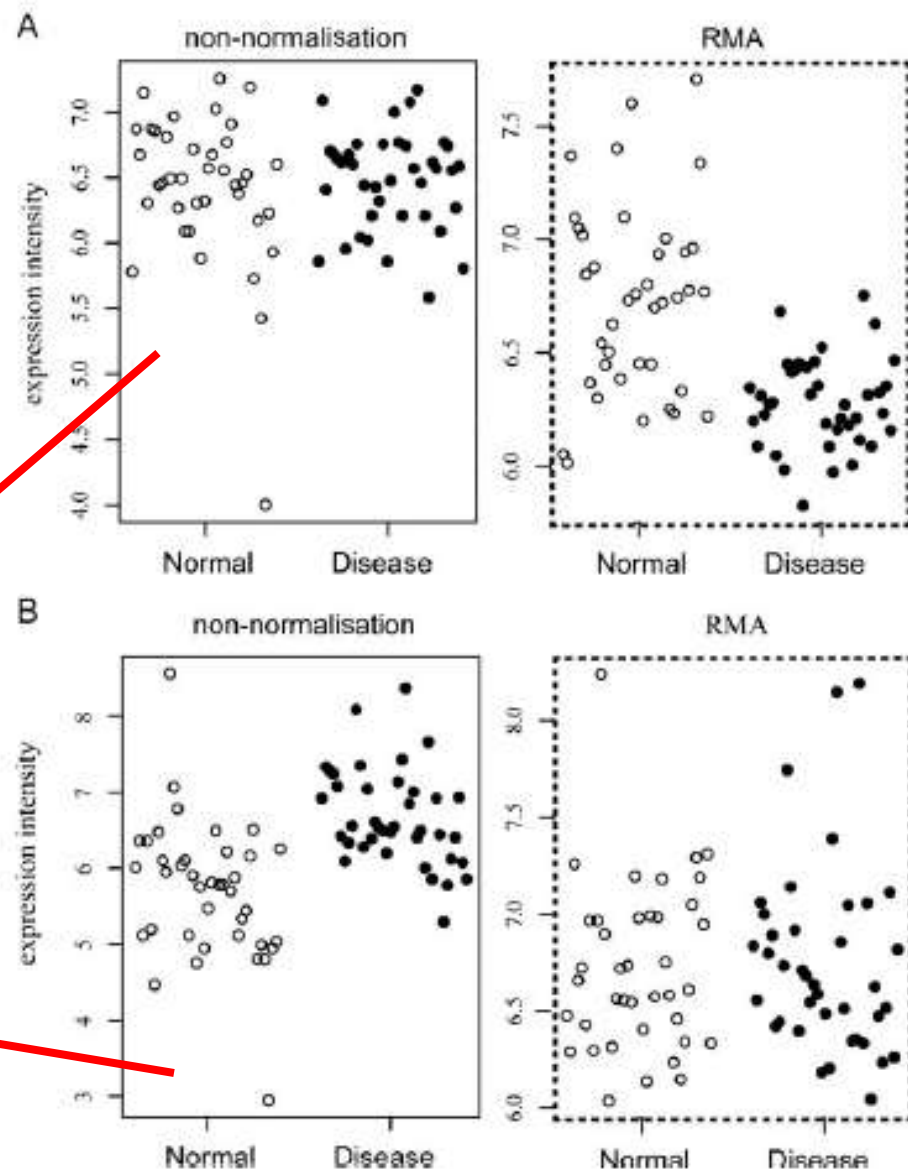 A
non-normalisation
RMA
expression intensity
7.0
6.5
6.0
5.5
5.0
4.5
4.0
7.5
7.0
6.5
6.0
Normal
Disease
Normal
Disease
B
non-normalisation
RMA
expression intensity
8
7
6
5
4
3
8.0
7.5
7.0
6.5
6.0
Normal
Disease
Normal
Disease